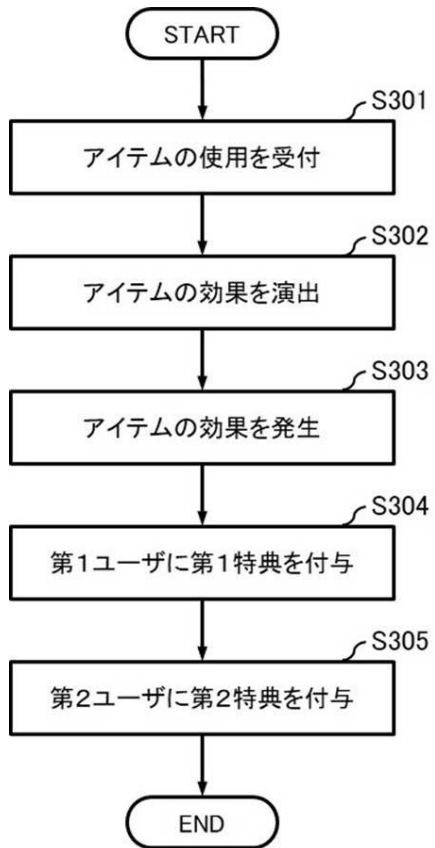 START
S301
アイテムの使用を受付
S302
アイテムの効果を演出
S303
アイテムの効果を発生
S304
第1ユーザに第1特典を付与
S305
第2ユーザに第2特典を付与
END